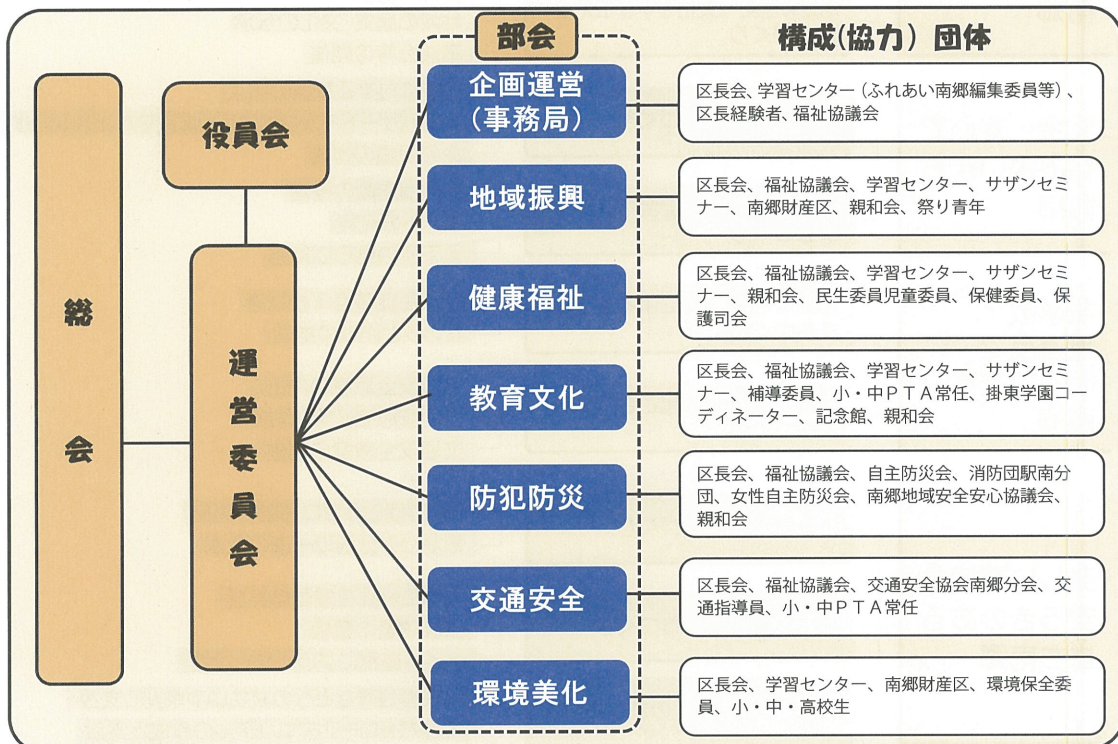 部会
構成(協力) 団体
総会
役員会
運営委員会
企画運営
(事務局)
区長会、学習センター (ふれあい南郷編集委員等) 、
区長経験者、福祉協議会
地域振興
区長会、福祉協議会、学習センター、サザンセミ
ナー、南郷財産区、親和会、祭り青年
健康福祉
区長会、福祉協議会、学習センター、サザンセミ
ナー、親和会、民生委員児童委員、保健委員、保
護司会
教育文化
区長会、福祉協議会、学習センター、サザンセミ
ナー、補導委員、小・中ＰＴＡ常任、掛東学園コー
ディネーター、記念館、親和会
防犯防災
区長会、福祉協議会、自主防災会、消防団駅南分
団、女性自主防災会、南郷地域安全安心協議会、
親和会
交通安全
区長会、福祉協議会、交通安全協会南郷分会、交
通指導員、小・中ＰＴＡ常任
環境美化
区長会、学習センター、南郷財産区、環境保全委
員、小・中・高校生